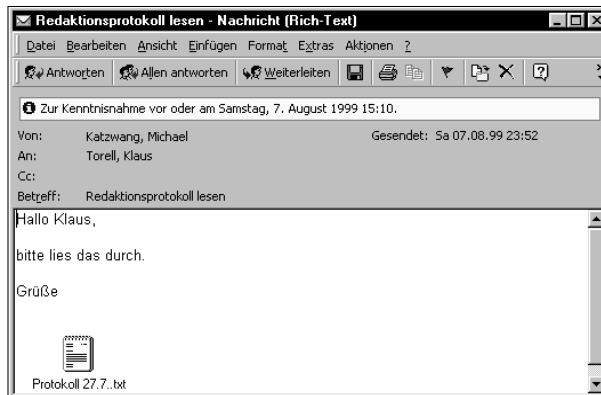 Redaktionsprotokoll lesen - Nachricht (Rich-Text)
Datei Bearbeiten Ansicht Einfügen Format Extras Aktionen ?
Antworten Allen antworten Weiterleiten
Zur Kenntnisnahme vor oder am Samstag, 7. August 1999 15:10.
Von: Katzwang, Michael Gesendet: Sa 07.08.99 23:52
An: Torell, Klaus
Cc:
Betreff: Redaktionsprotokoll lesen
Hallo Klaus,
bitte lies das durch.
Grüße
Protokoll 27.7..txt